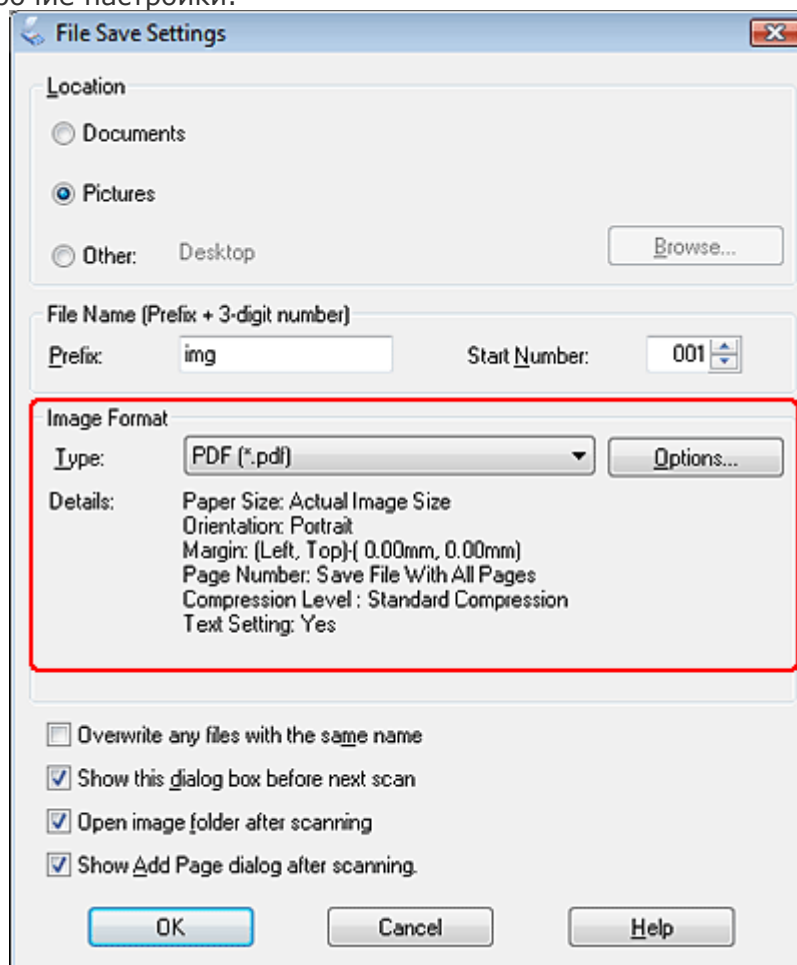 рочие настройки.
File Save Settings
Location
Documents
Pictures
Other: Desktop Browse...
File Name (Prefix + 3-digit number)
Prefix: img Start Number: 001
Image Format
Type: PDF (*.pdf) Options...
Details: Paper Size: Actual Image Size
Orientation: Portrait
Margin: (Left, Top)-( 0.00mm, 0.00mm)
Page Number: Save File With All Pages
Compression Level : Standard Compression
Text Setting: Yes
Overwrite any files with the same name
Show this dialog box before next scan
Open image folder after scanning
Show Add Page dialog after scanning.
OK Cancel Help